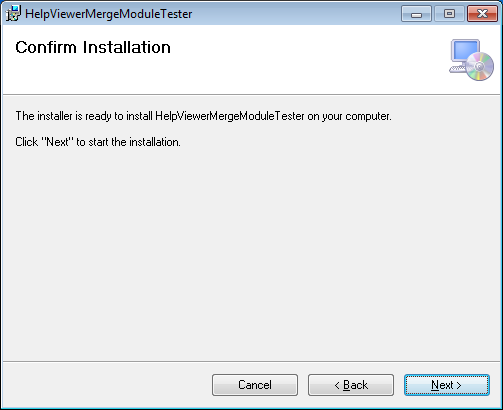 HelpViewerMergeModuleTester
Confirm Installation
The installer is ready to install HelpViewerMergeModuleTester on your computer.
Click "Next" to start the installation.
Cancel
< Back
Next >